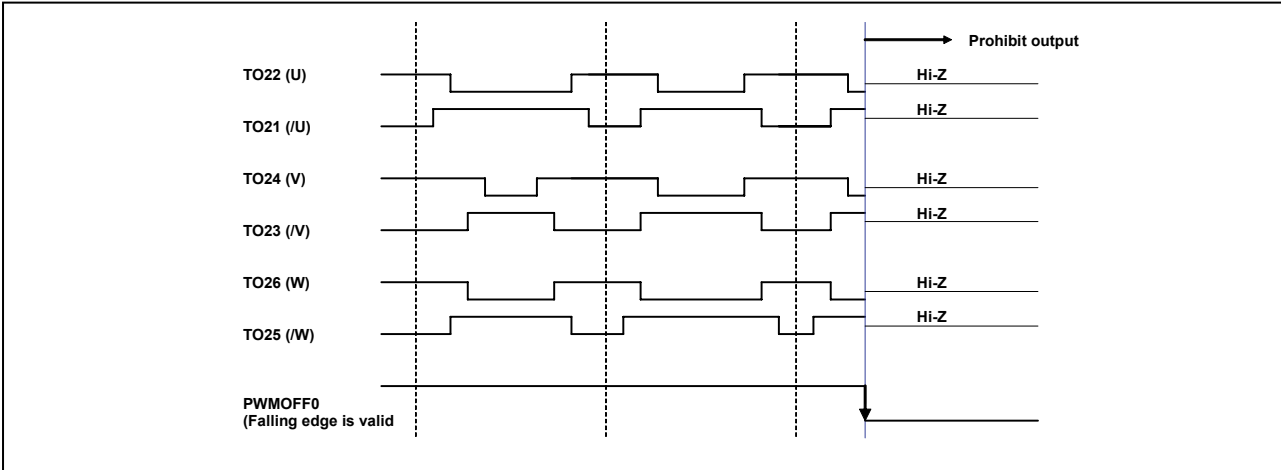 Prohibit output
TO22 (U)
Hi-Z
TO21 (/U)
Hi-Z
TO24 (V)
Hi-Z
TO23 (/V)
Hi-Z
TO26 (W)
Hi-Z
TO25 (/W)
Hi-Z
PWMOFF0
(Falling edge is valid